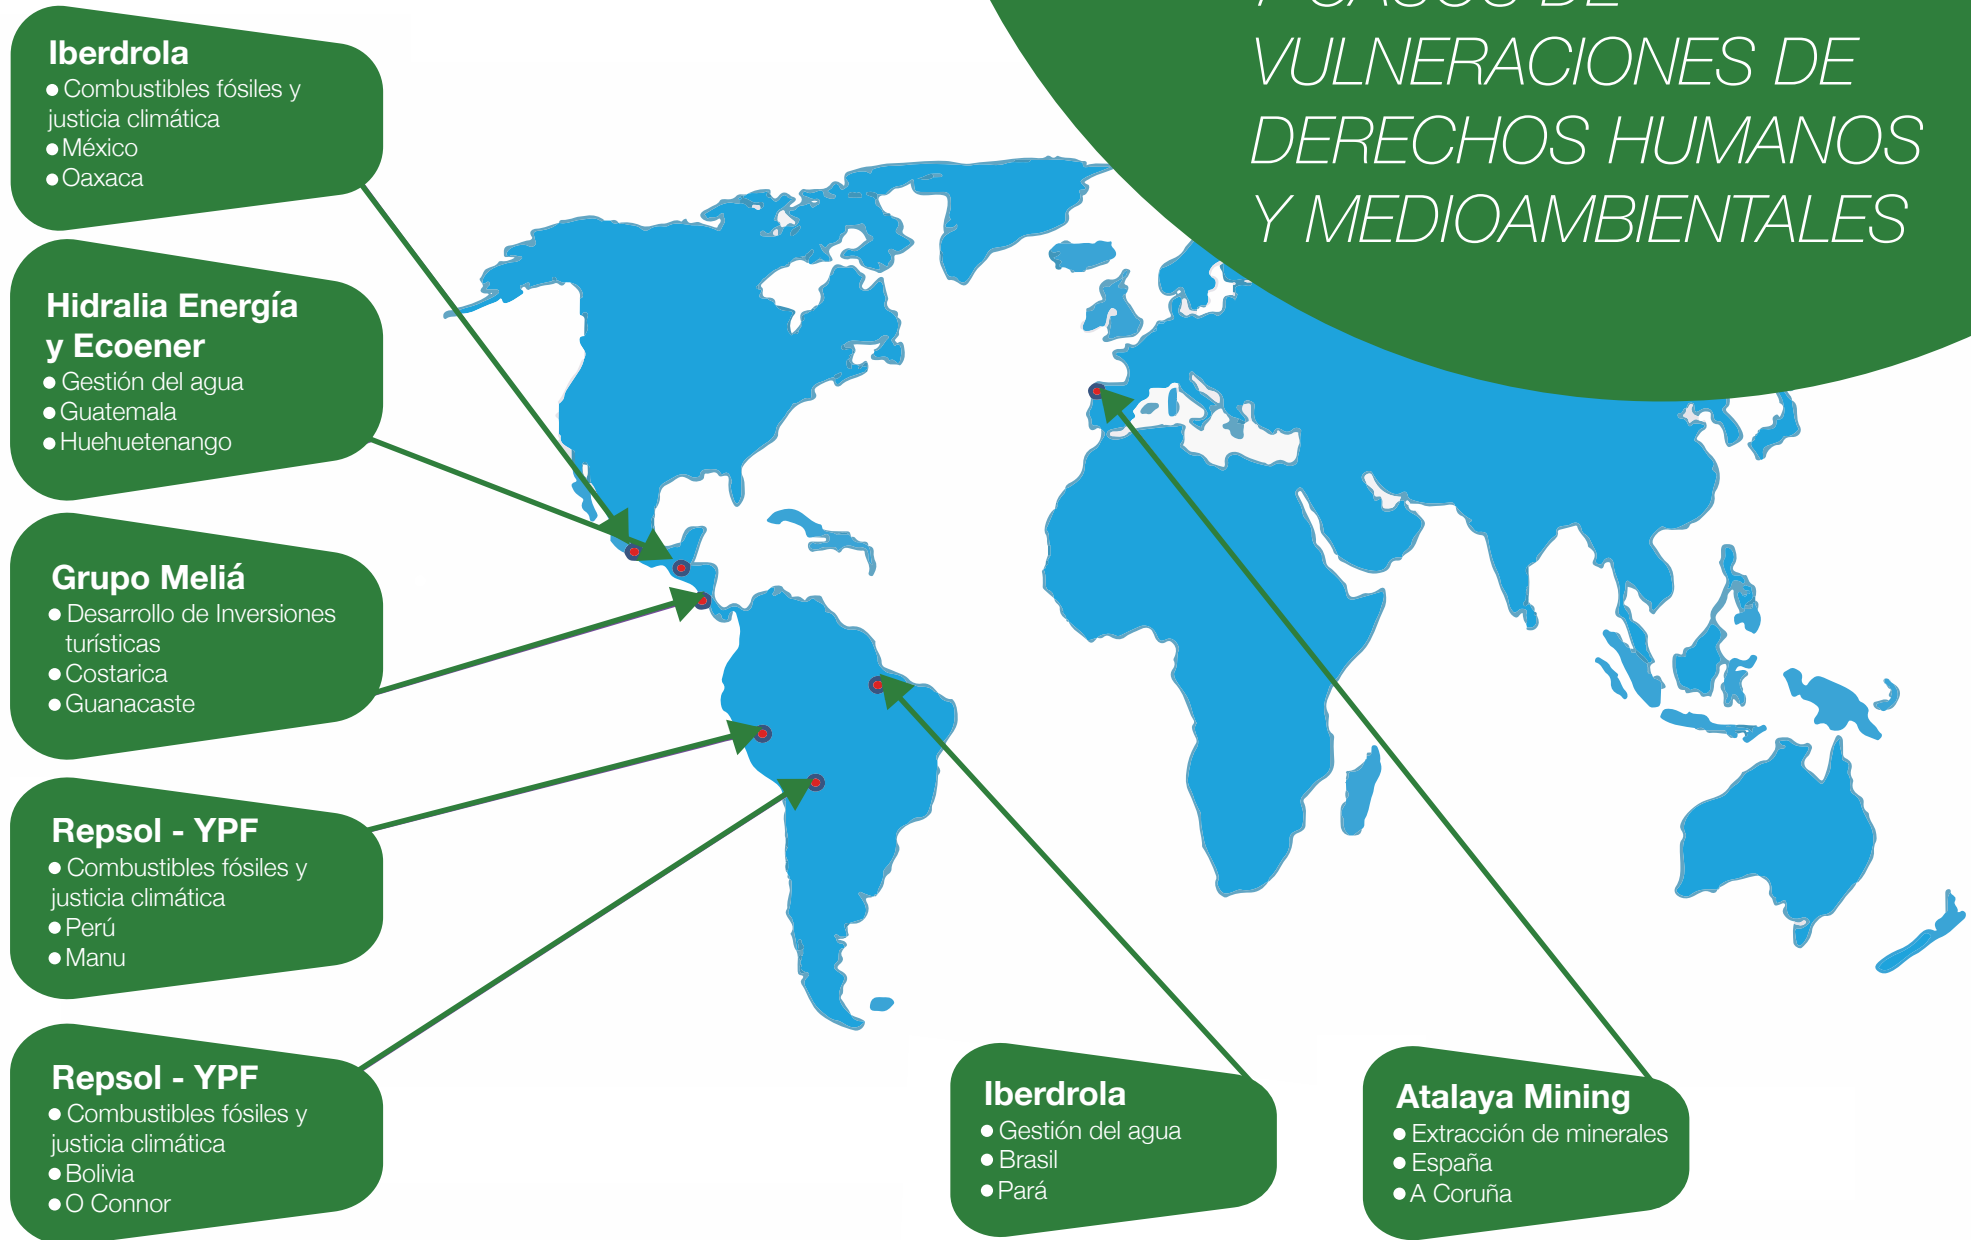 7 CASOS DE
VULNERACIONES DE
DERECHOS HUMANOS
Y MEDIOAMBIENTALES
Iberdrola
● Combustibles fósiles y
justicia climática
● México
● Oaxaca
Hidralia Energía
y Ecoener
● Gestión del agua
● Guatemala
● Huehuetenango
Grupo Meliá
● Desarrollo de Inversiones
turísticas
● Costarica
● Guanacaste
Repsol - YPF
● Combustibles fósiles y
justicia climática
● Perú
● Manu
Repsol - YPF
● Combustibles fósiles y
justicia climática
● Bolivia
● O Connor
Iberdrola
● Gestión del agua
● Brasil
● Pará
Atalaya Mining
● Extracción de minerales
● España
● A Coruña